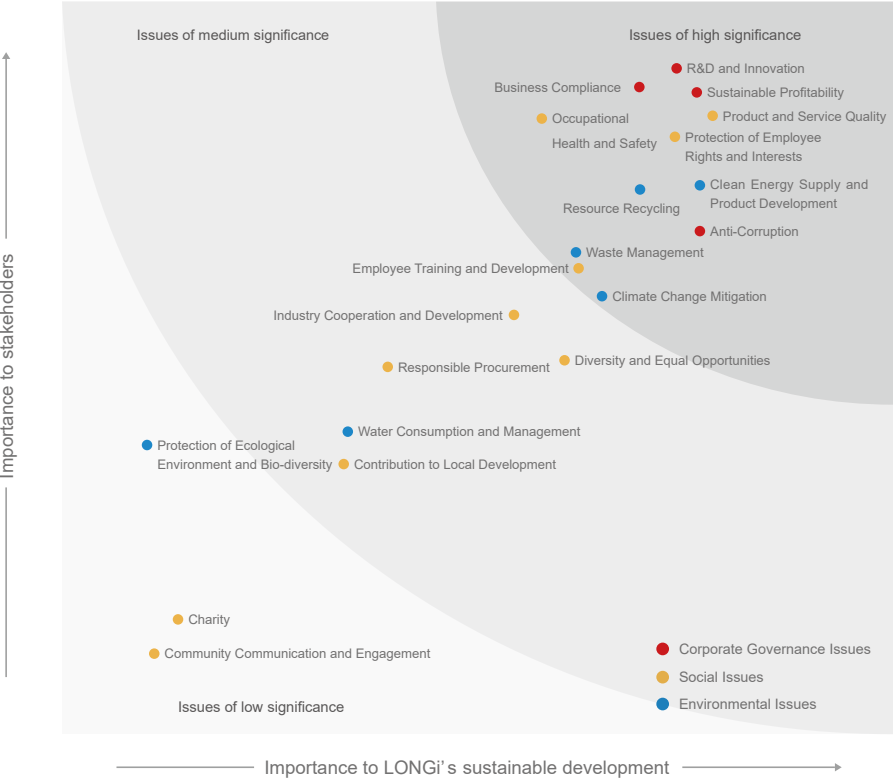 Issues of medium significance
Issues of high significance
R&D and Innovation
Business Compliance
Sustainable Profitability
Product and Service Quality
Occupational
Health and Safety
Protection of Employee
Rights and Interests
Clean Energy Supply and
Product Development
Resource Recycling
Anti-Corruption
Waste Management
Employee Training and Development
Climate Change Mitigation
Industry Cooperation and Development
Diversity and Equal Opportunities
Responsible Procurement
Water Consumption and Management
Protection of Ecological
Environment and Bio-diversity
Contribution to Local Development
Charity
Community Communication and Engagement
Issues of low significance
Corporate Governance Issues
Social Issues
Environmental Issues
Importance to stakeholders
Importance to LONGi's sustainable development